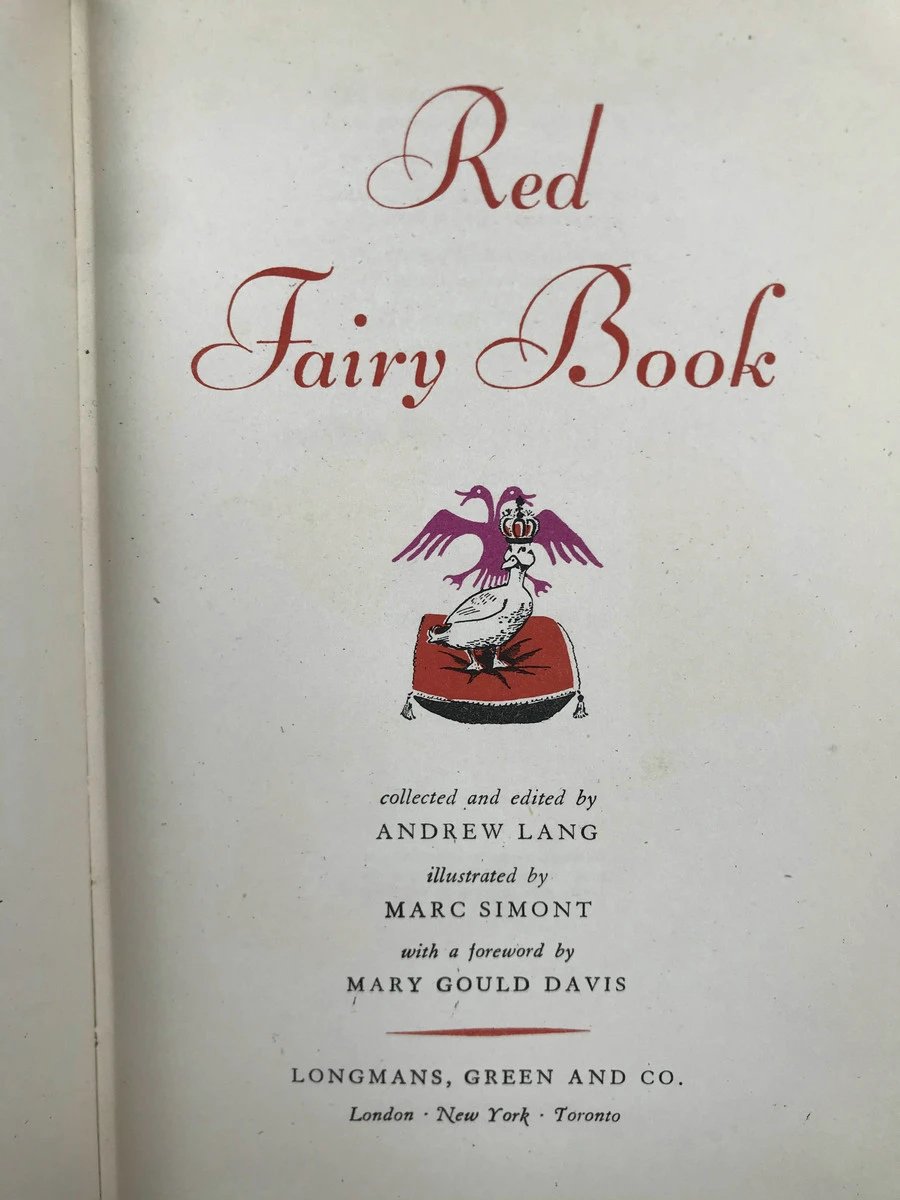 Red
Fairy Book
collected and edited by
ANDREW LANG
illustrated by
MARC SIMONT
with a foreword by
MARY GOULD DAVIS
LONGMANS, GREEN AND CO.
London · New York · Toronto